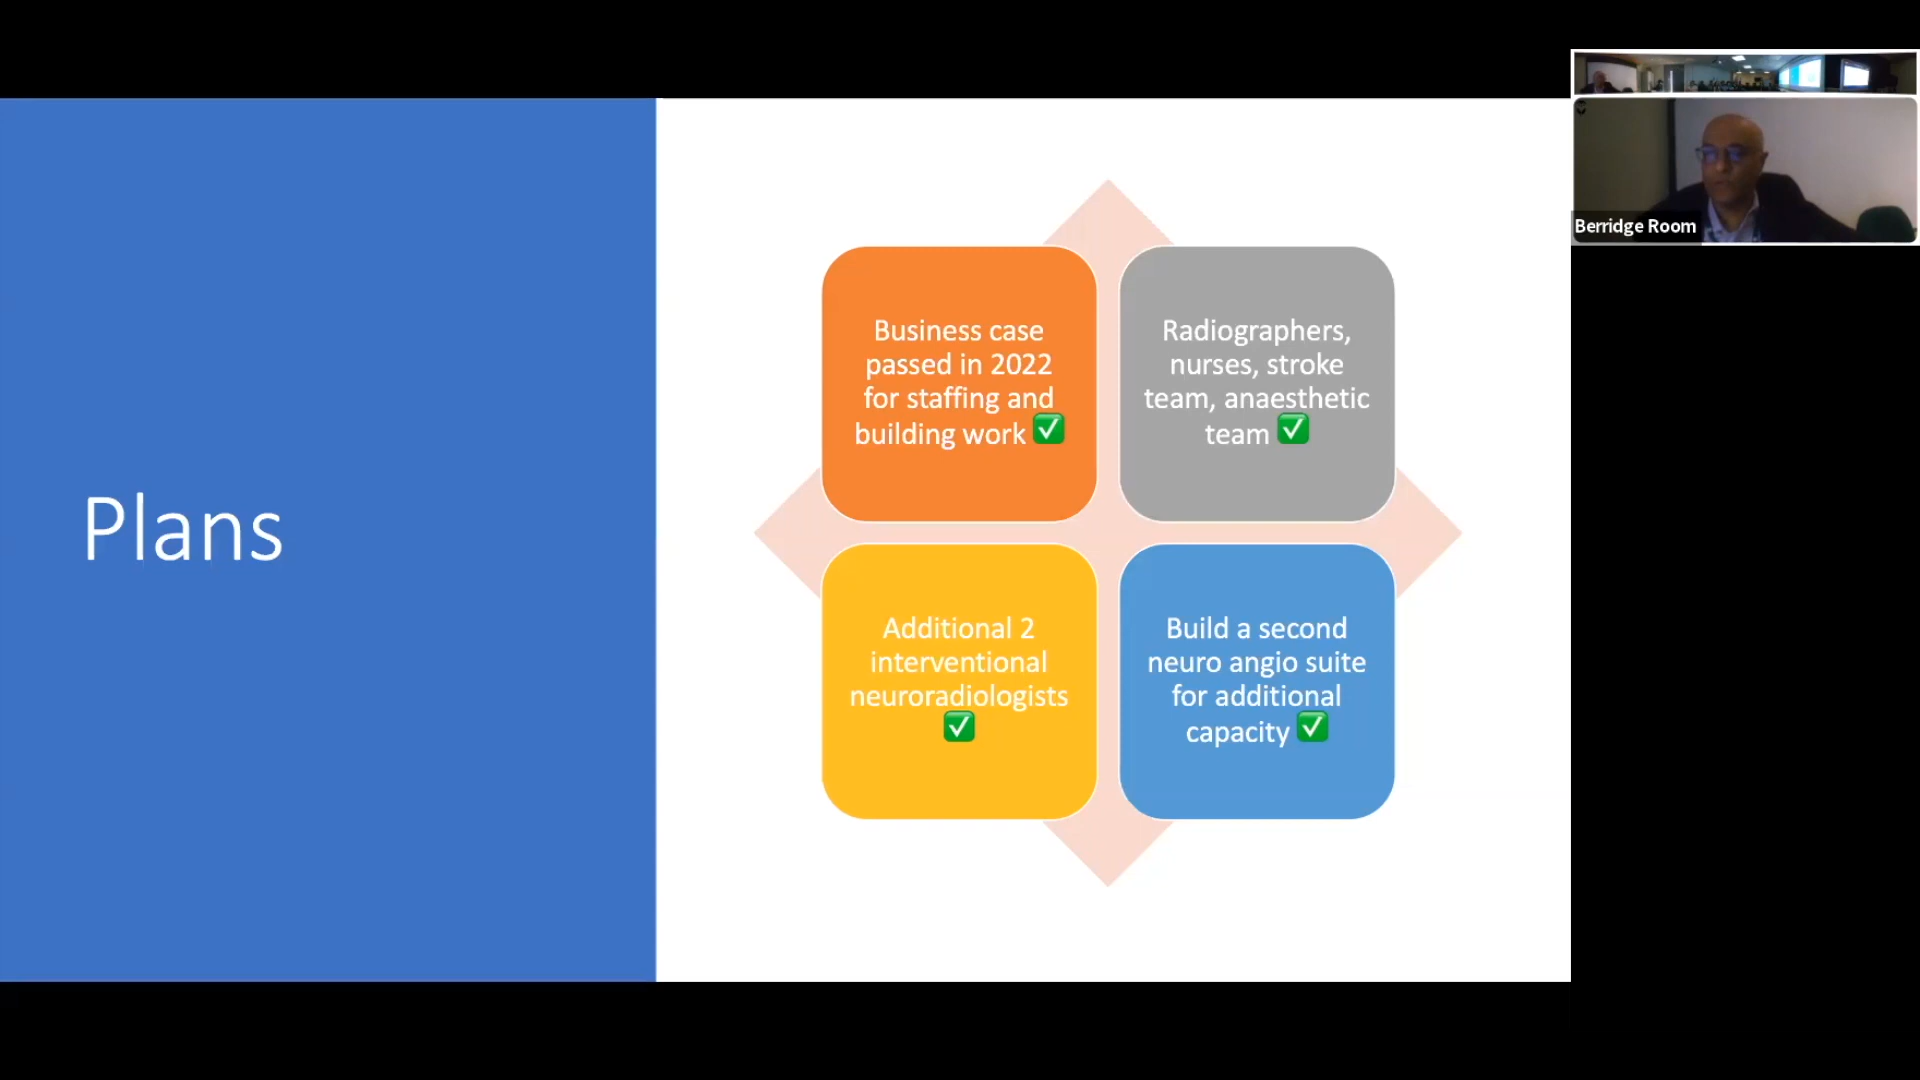 Plans
Business case
passed in 2022
for staffing and
building work ✅
Radiographers,
nurses, stroke
team, anaesthetic
team ✅
Additional 2
interventional
neuroradiologists
✅
Build a second
neuro angio suite
for additional
capacity ✅
Berridge Room